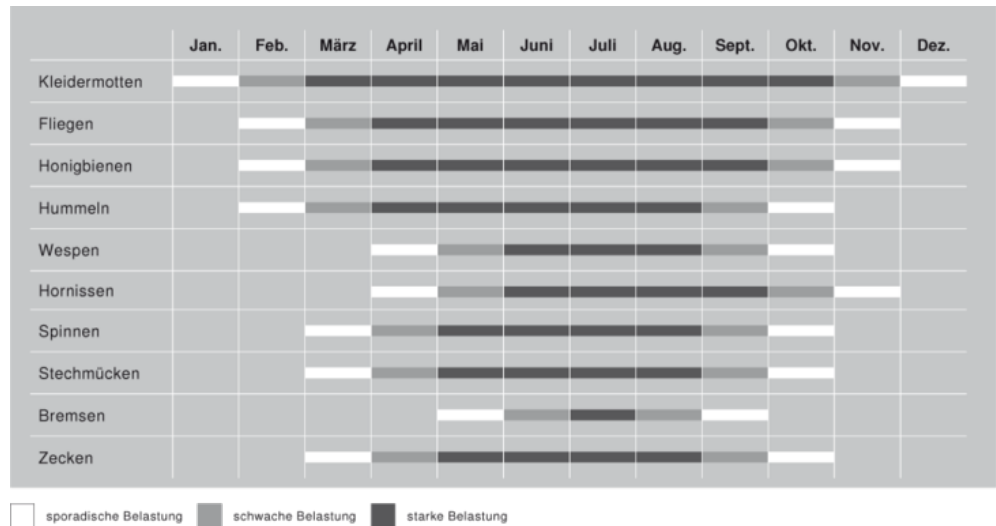 Jan. Feb. März April Mai Juni Juli Aug. Sept. Okt. Nov. Dez.
Kleidermotten
Fliegen
Honigbienen
Hummeln
Wespen
Hornissen
Spinnen
Stechmücken
Bremsen
Zecken
sporadische Belastung schwache Belastung starke Belastung